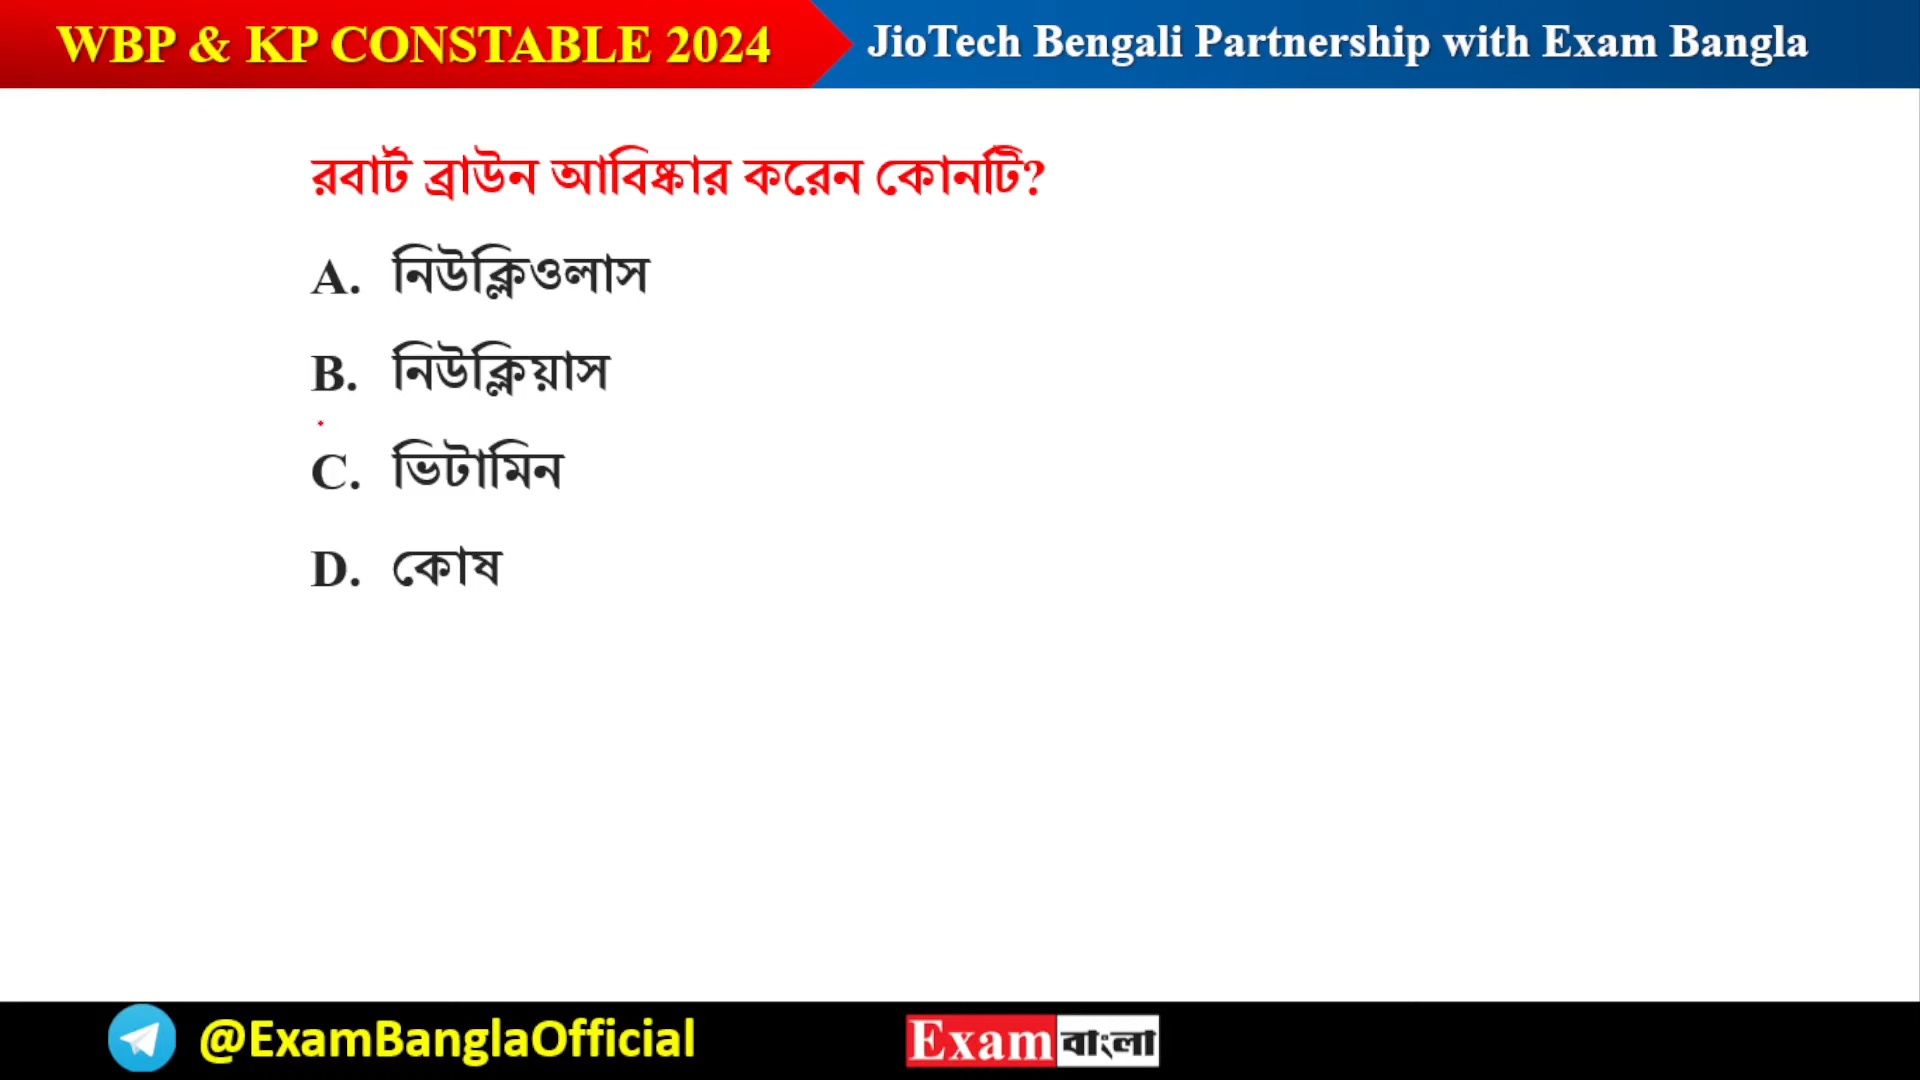 WBP & KP CONSTABLE 2024
JioTech Bengali Partnership with Exam Bangla
রবার্ট ব্রাউন আবিষ্কার করেন কোনটি?
A. নিউক্লিওলাস
B. নিউক্লিয়াস
C. ভিটামিন
D. কোষ
@ExamBanglaOfficial
Exam বাংলা